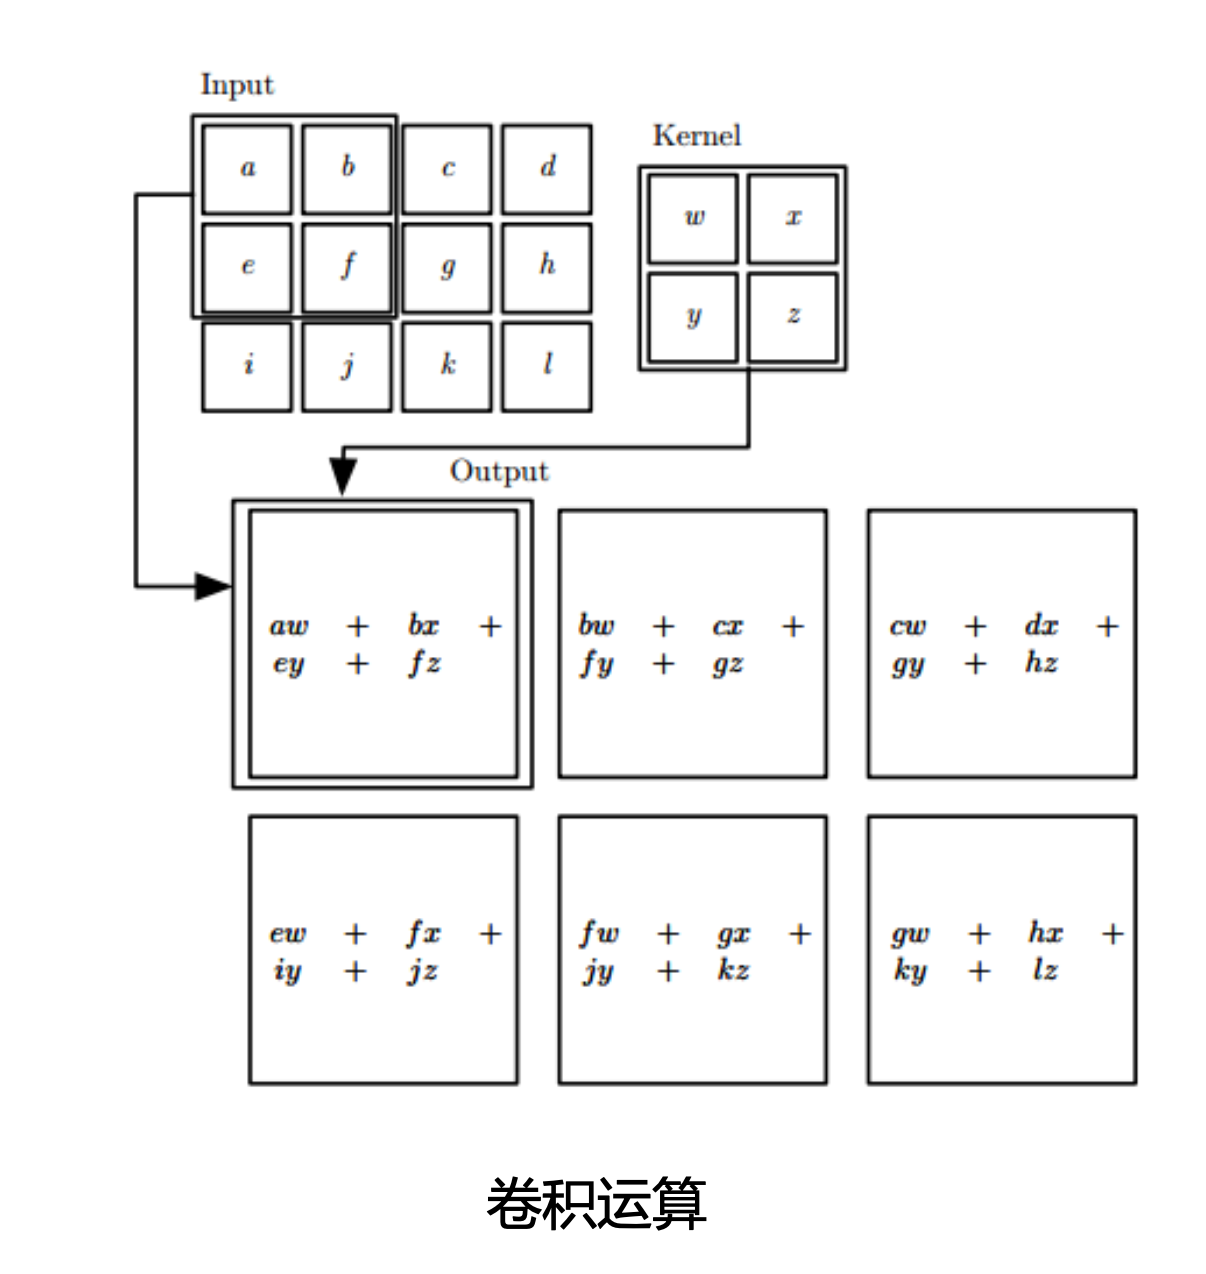 Input
a b c d
Kernel
w x
e f g h
y z
i j k l
Output
aw + bx +
ey + fz
bw + cx +
fy + gz
cw + dx +
gy + hz
ew + fx +
iy + jz
fw + gx +
jy + kz
gw + hx +
ky + lz
卷积运算